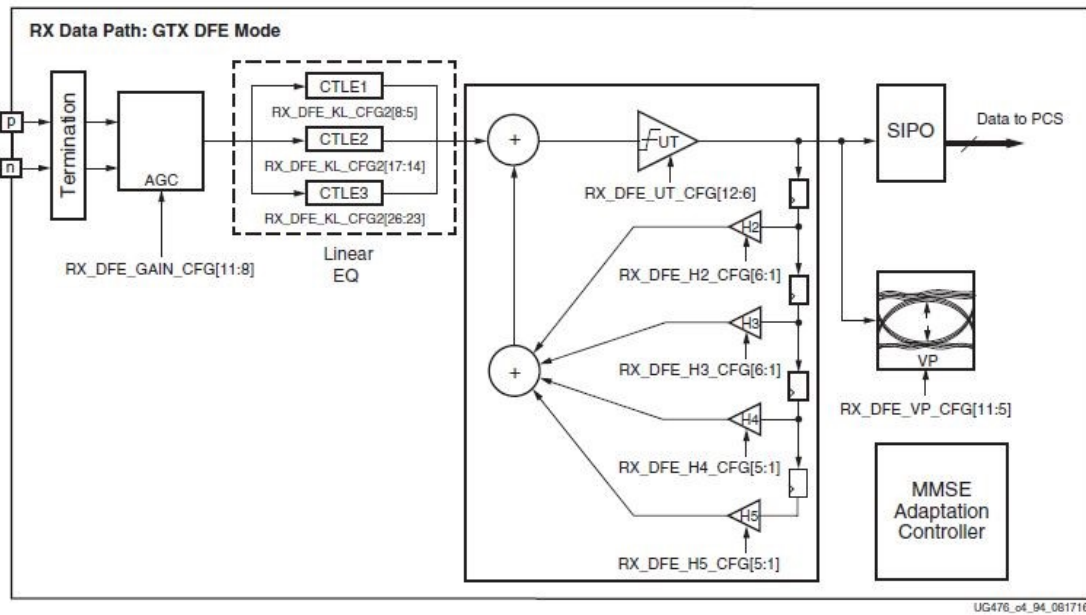 RX Data Path: GTX DFE Mode
p
n
Termination
AGC
RX_DFE_GAIN_CFG[11:8]
CTLE1
RX_DFE_KL_CFG2[8:5]
CTLE2
RX_DFE_KL_CFG2[17:14]
CTLE3
RX_DFE_KL_CFG2[26:23]
Linear
EQ
+
UT
RX_DFE_UT_CFG[12:6]
H2
RX_DFE_H2_CFG[6:1]
H3
RX_DFE_H3_CFG[6:1]
+
H4
RX_DFE_H4_CFG[5:1]
H5
RX_DFE_H5_CFG[5:1]
SIPO
Data to PCS
VP
RX_DFE_VP_CFG[11:5]
MMSE
Adaptation
Controller
UG476_c4_94_081716